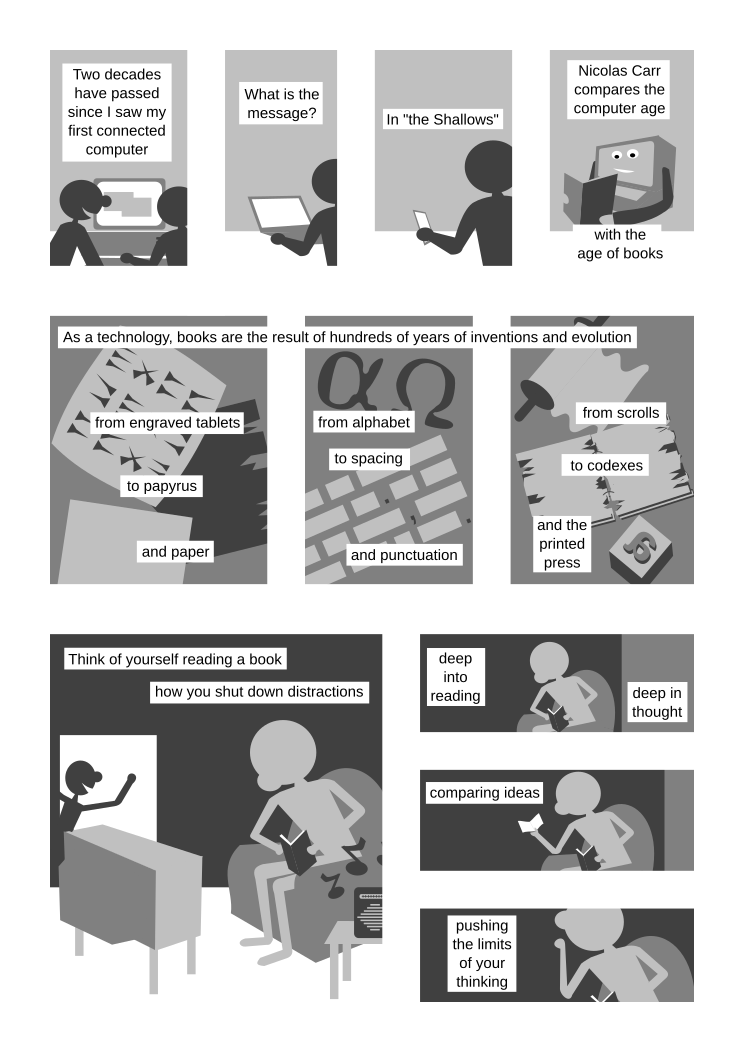 Two decades
have passed
since I saw my
first connected
computer
What is the
message?
In "the Shallows"
Nicolas Carr
compares the
computer age
with the
age of books
As a technology, books are the result of hundreds of years of inventions and evolution
from engraved tablets
to papyrus
and paper
α Ω
from alphabet
to spacing
, .
and punctuation
from scrolls
to codexes
and the
printed
press
Think of yourself reading a book
how you shut down distractions
deep
into
reading
deep in
thought
comparing ideas
pushing
the limits
of your
thinking